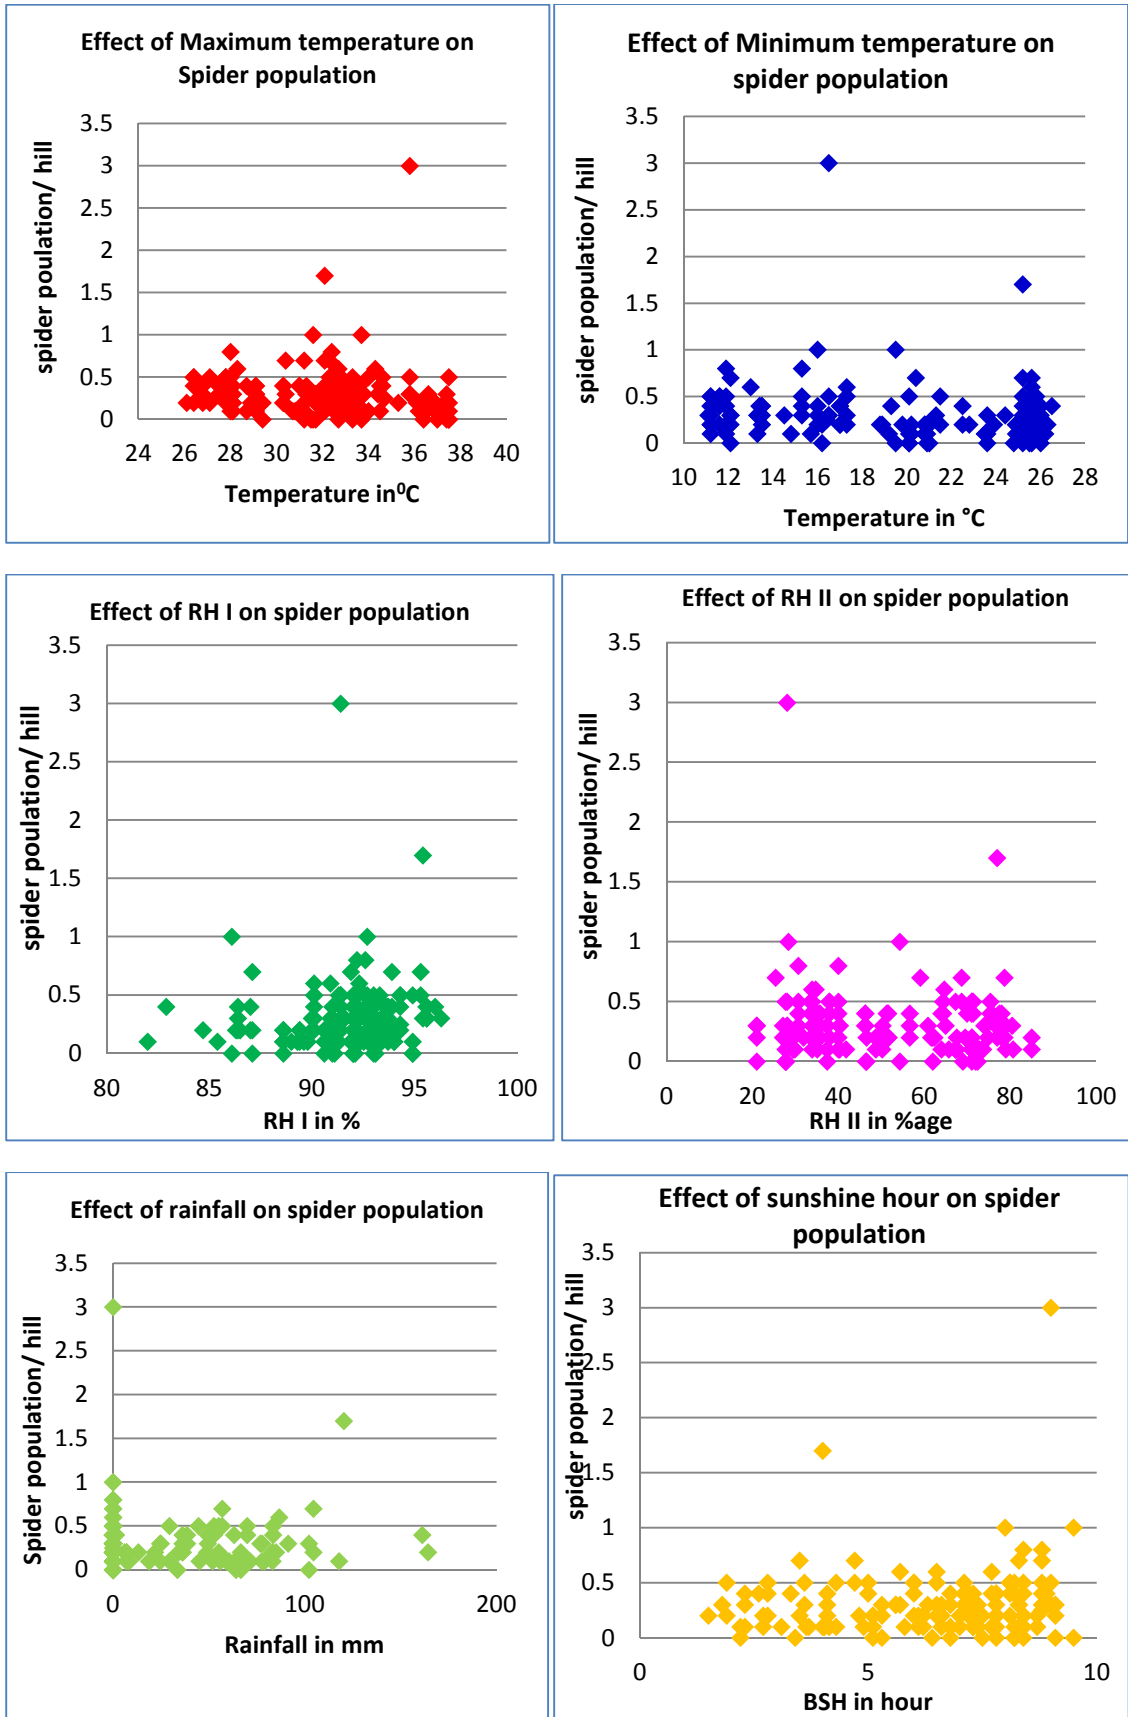 Effect of Maximum temperature on
Spider population
3.5
3
2.5
2
1.5
1
0.5
0
24 26 28 30 32 34 36 38 40
spider poulation/ hill
Temperature in⁰C
Effect of Minimum temperature on
spider population
3.5
3
2.5
2
1.5
1
0.5
0
10 12 14 16 18 20 22 24 26 28
spider population/ hill
Temperature in °C
Effect of RH I on spider population
3.5
3
2.5
2
1.5
1
0.5
0
80 85 90 95 100
spider poulation/ hill
RH I in %
Effect of RH II on spider population
3.5
3
2.5
2
1.5
1
0.5
0
0 20 40 60 80 100
spider population/ hill
RH II in %age
Effect of rainfall on spider population
3.5
3
2.5
2
1.5
1
0.5
0
0 100 200
Spider population/ hill
Rainfall in mm
Effect of sunshine hour on spider
population
3.5
3
2.5
2
1.5
1
0.5
0
0 5 10
spider population/ hill
BSH in hour